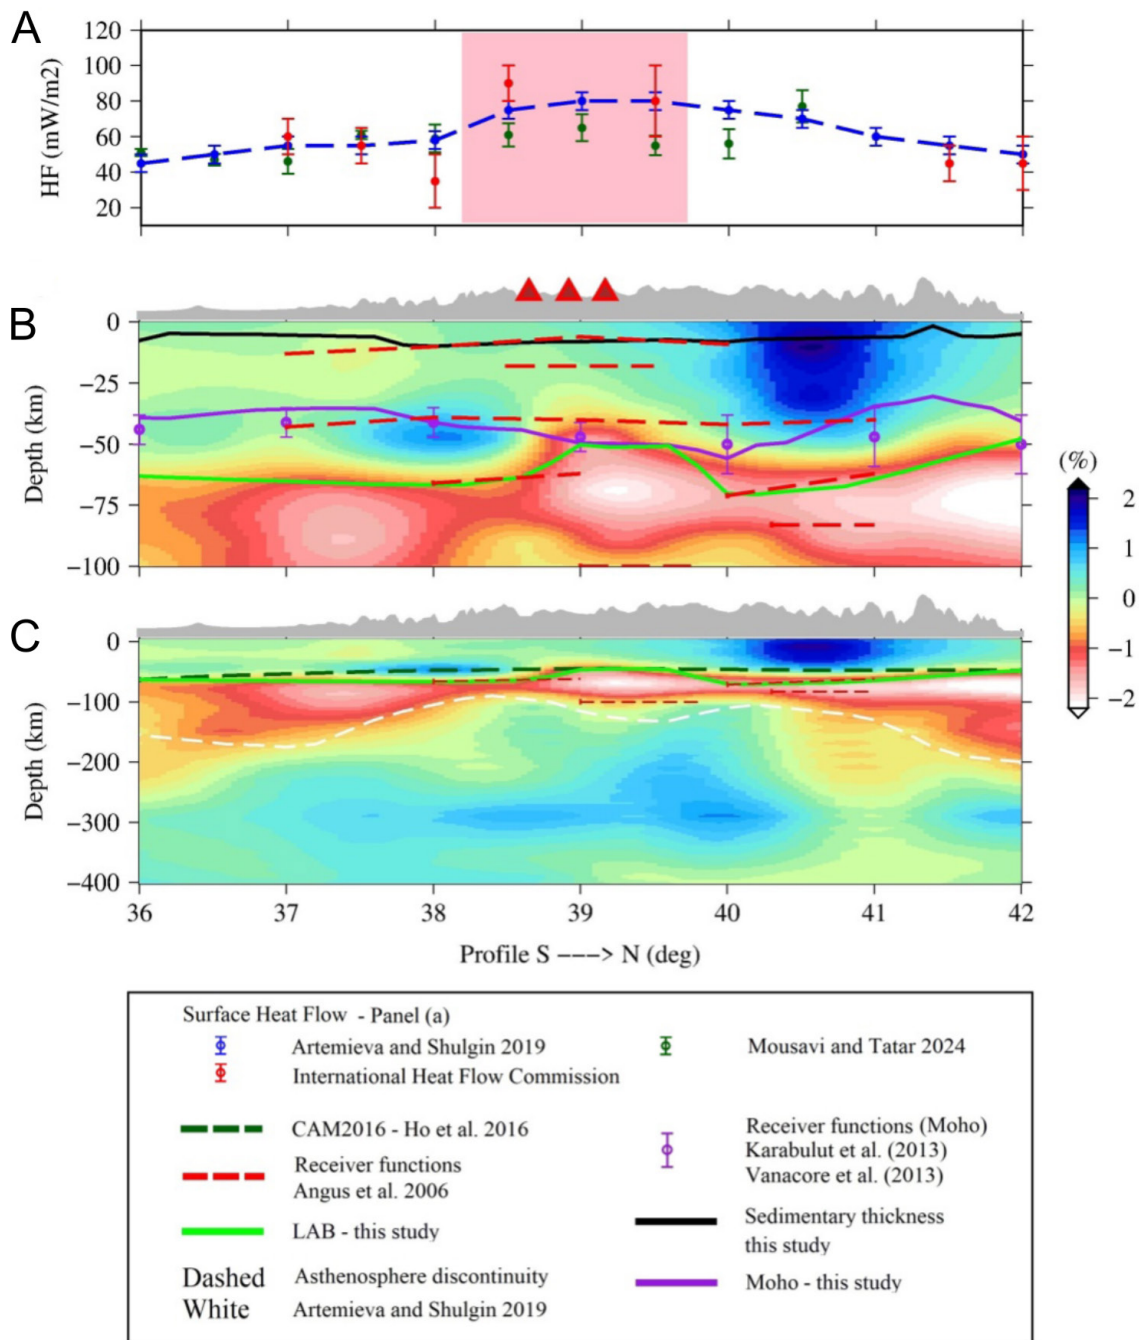 A
120
100
80
60
40
20
HF (mW/m2)
B
0
−25
−50
−75
−100
Depth (km)
(%)
2
1
0
−1
−2
C
0
−100
−200
−300
−400
Depth (km)
36 37 38 39 40 41 42
Profile S ---> N (deg)
Surface Heat Flow - Panel (a)
Artemieva and Shulgin 2019
International Heat Flow Commission
Mousavi and Tatar 2024
CAM2016 - Ho et al. 2016
Receiver functions
Angus et al. 2006
Receiver functions (Moho)
Karabulut et al. (2013)
Vanacore et al. (2013)
LAB - this study
Sedimentary thickness
this study
Dashed
White
Asthenosphere discontinuity
Artemieva and Shulgin 2019
Moho - this study